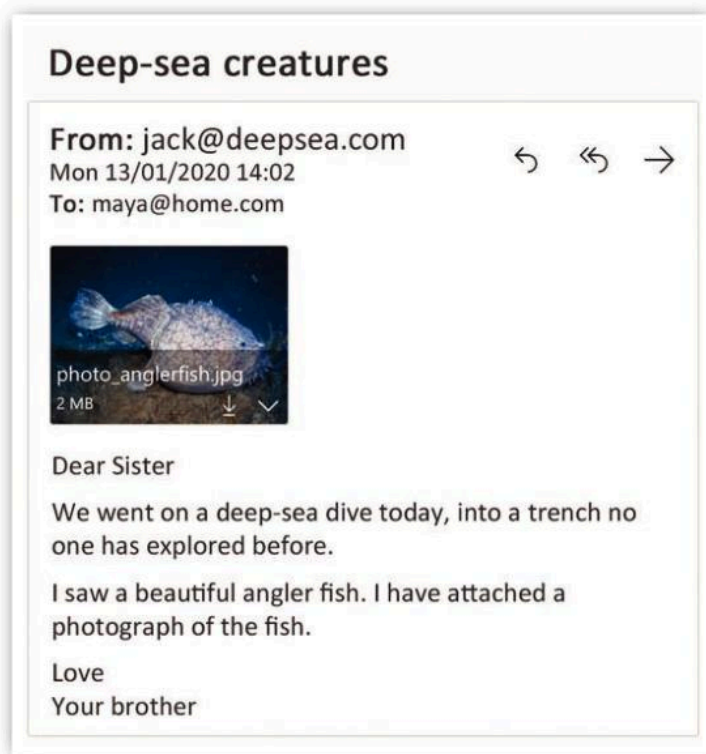 Deep-sea creatures
From: jack@deepsea.com
Mon 13/01/2020 14:02
To: maya@home.com
photo_anglerfish.jpg
2 MB
Dear Sister
We went on a deep-sea dive today, into a trench no
one has explored before.
I saw a beautiful angler fish. I have attached a
photograph of the fish.
Love
Your brother